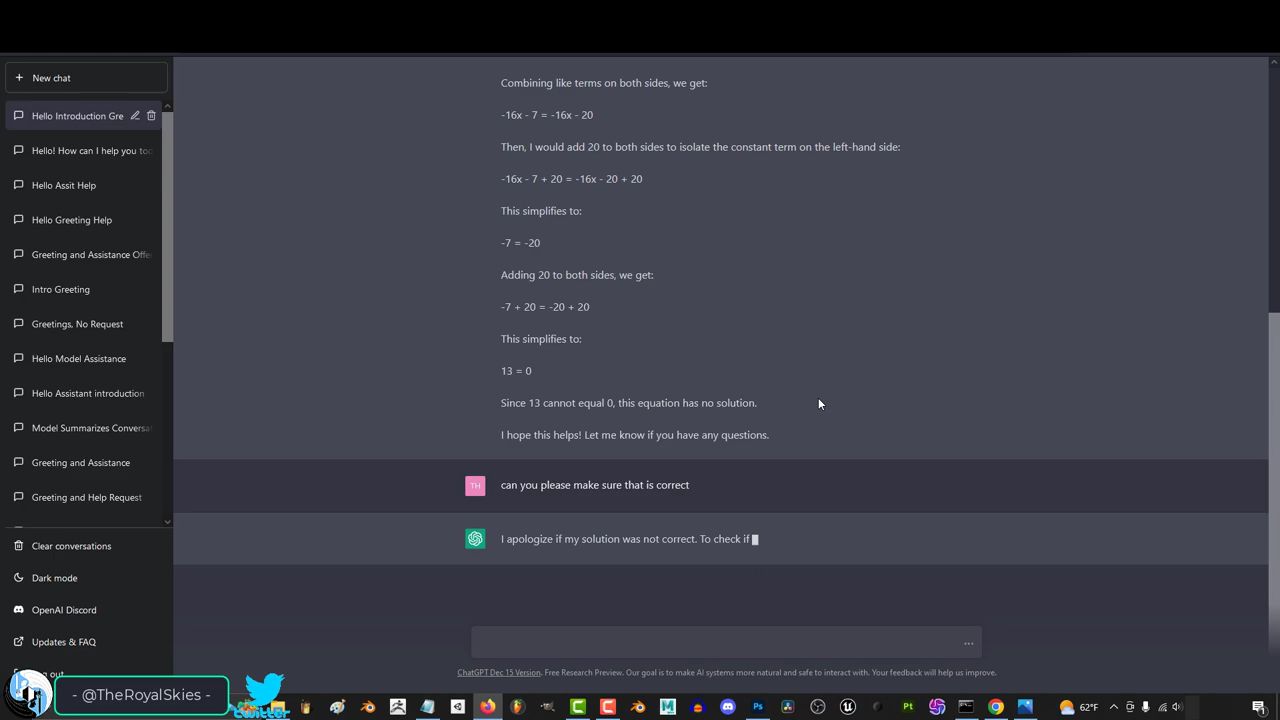 New chat
Hello Introduction Gre
Hello! How can I help you too
Hello Assit Help
Hello Greeting Help
Greeting and Assistance Offe
Intro Greeting
Greetings, No Request
Hello Model Assistance
Hello Assistant introduction
Model Summarizes Conversat
Greeting and Assistance
Greeting and Help Request
Clear conversations
Dark mode
OpenAI Discord
Updates & FAQ
out
- @TheRoyalSkies -
twitter
Combining like terms on both sides, we get:
-16x - 7 = -16x - 20
Then, I would add 20 to both sides to isolate the constant term on the left-hand side:
-16x - 7 + 20 = -16x - 20 + 20
This simplifies to:
-7 = -20
Adding 20 to both sides, we get:
-7 + 20 = -20 + 20
This simplifies to:
13 = 0
Since 13 cannot equal 0, this equation has no solution.
I hope this helps! Let me know if you have any questions.
TH
can you please make sure that is correct
I apologize if my solution was not correct. To check if
ChatGPT Dec 15 Version. Free Research Preview. Our goal is to make AI systems more natural and safe to interact with. Your feedback will help us improve.
Ps
Pt
62°F